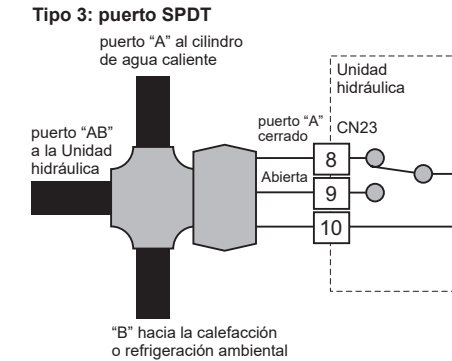 Tipo 3: puerto SPDT
puerto “A” al cilindro
de agua caliente
Unidad
hidráulica
puerto “AB”
a la Unidad
hidráulica
puerto “A”
cerrado
CN23
8
Abierta
9
10
“B” hacia la calefacción
o refrigeración ambiental